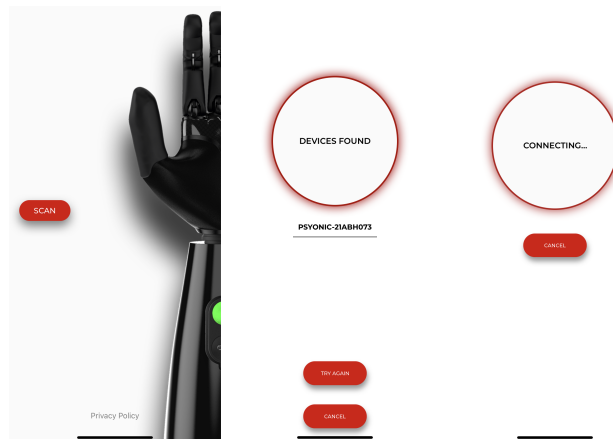 SCAN
Privacy Policy
DEVICES FOUND
PSYONIC-21ABH073
TRY AGAIN
CANCEL
CONNECTING...
CANCEL